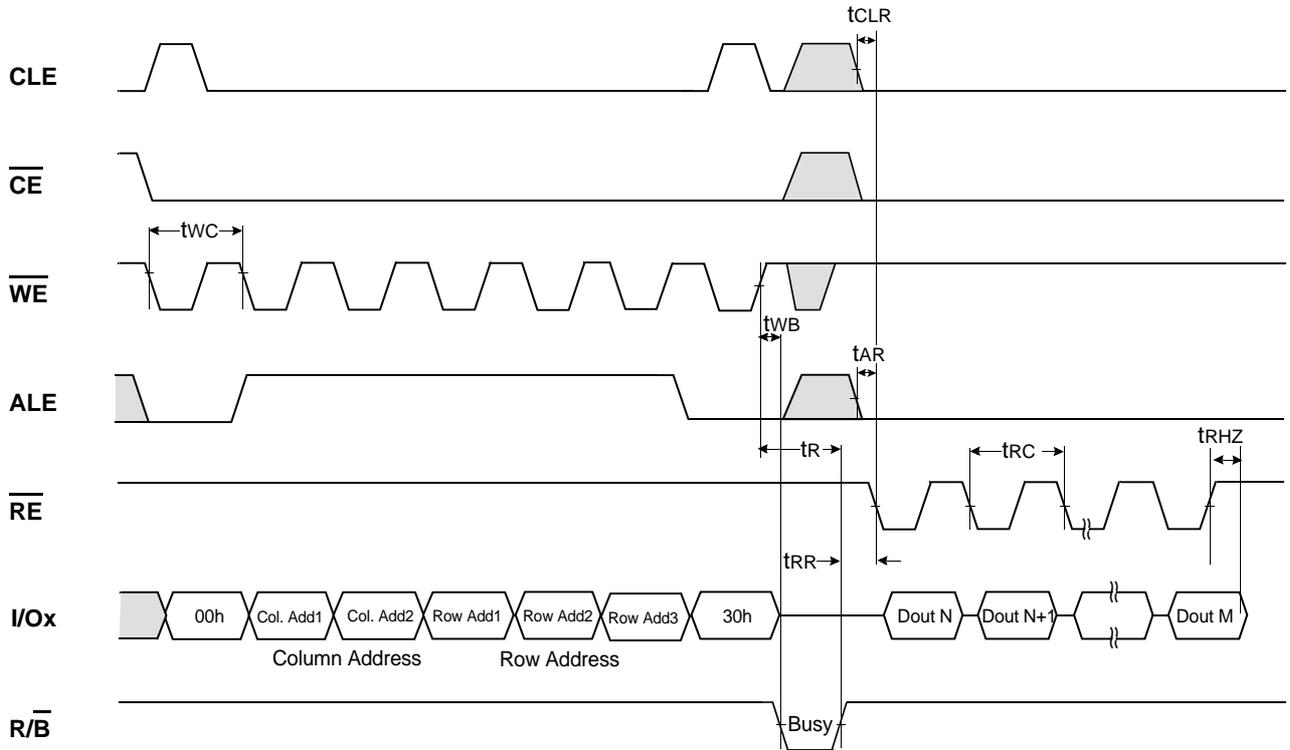 tCLR
CLE
CE
tWC
WE
tWB
tAR
ALE
tR
tRC
tRHZ
RE
tRR
I/Ox
00h
Col. Add1
Col. Add2
Row Add1
Row Add2
Row Add3
30h
Dout N
Dout N+1
Dout M
Column Address
Row Address
R/B
Busy